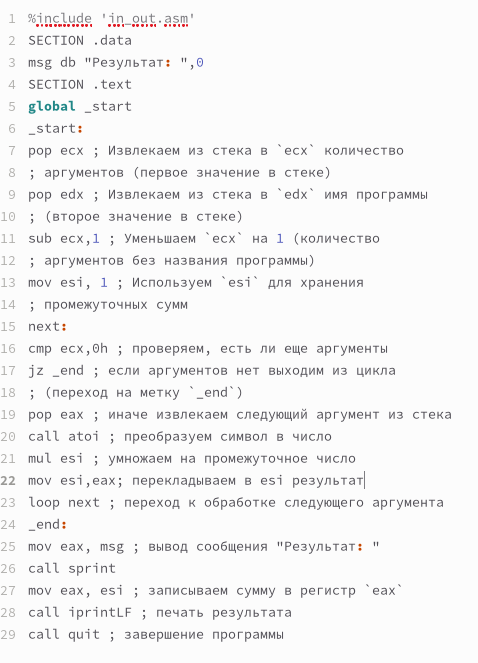 1 %include 'in_out.asm'
2 SECTION .data
3 msg db "Результат: ",0
4 SECTION .text
5 global _start
6 _start:
7 pop ecx ; Извлекаем из стека в `ecx` количество
8 ; аргументов (первое значение в стеке)
9 pop edx ; Извлекаем из стека в `edx` имя программы
10 ; (второе значение в стеке)
11 sub ecx,1 ; Уменьшаем `ecx` на 1 (количество
12 ; аргументов без названия программы)
13 mov esi, 1 ; Используем `esi` для хранения
14 ; промежуточных сумм
15 next:
16 cmp ecx,0h ; проверяем, есть ли еще аргументы
17 jz _end ; если аргументов нет выходим из цикла
18 ; (переход на метку `_end`)
19 pop eax ; иначе извлекаем следующий аргумент из стека
20 call atoi ; преобразуем символ в число
21 mul esi ; умножаем на промежуточное число
22 mov esi,eax; перекладываем в esi результат
23 loop next ; переход к обработке следующего аргумента
24 _end:
25 mov eax, msg ; вывод сообщения "Результат: "
26 call sprint
27 mov eax, esi ; записываем сумму в регистр `eax`
28 call iprintLF ; печать результата
29 call quit ; завершение программы